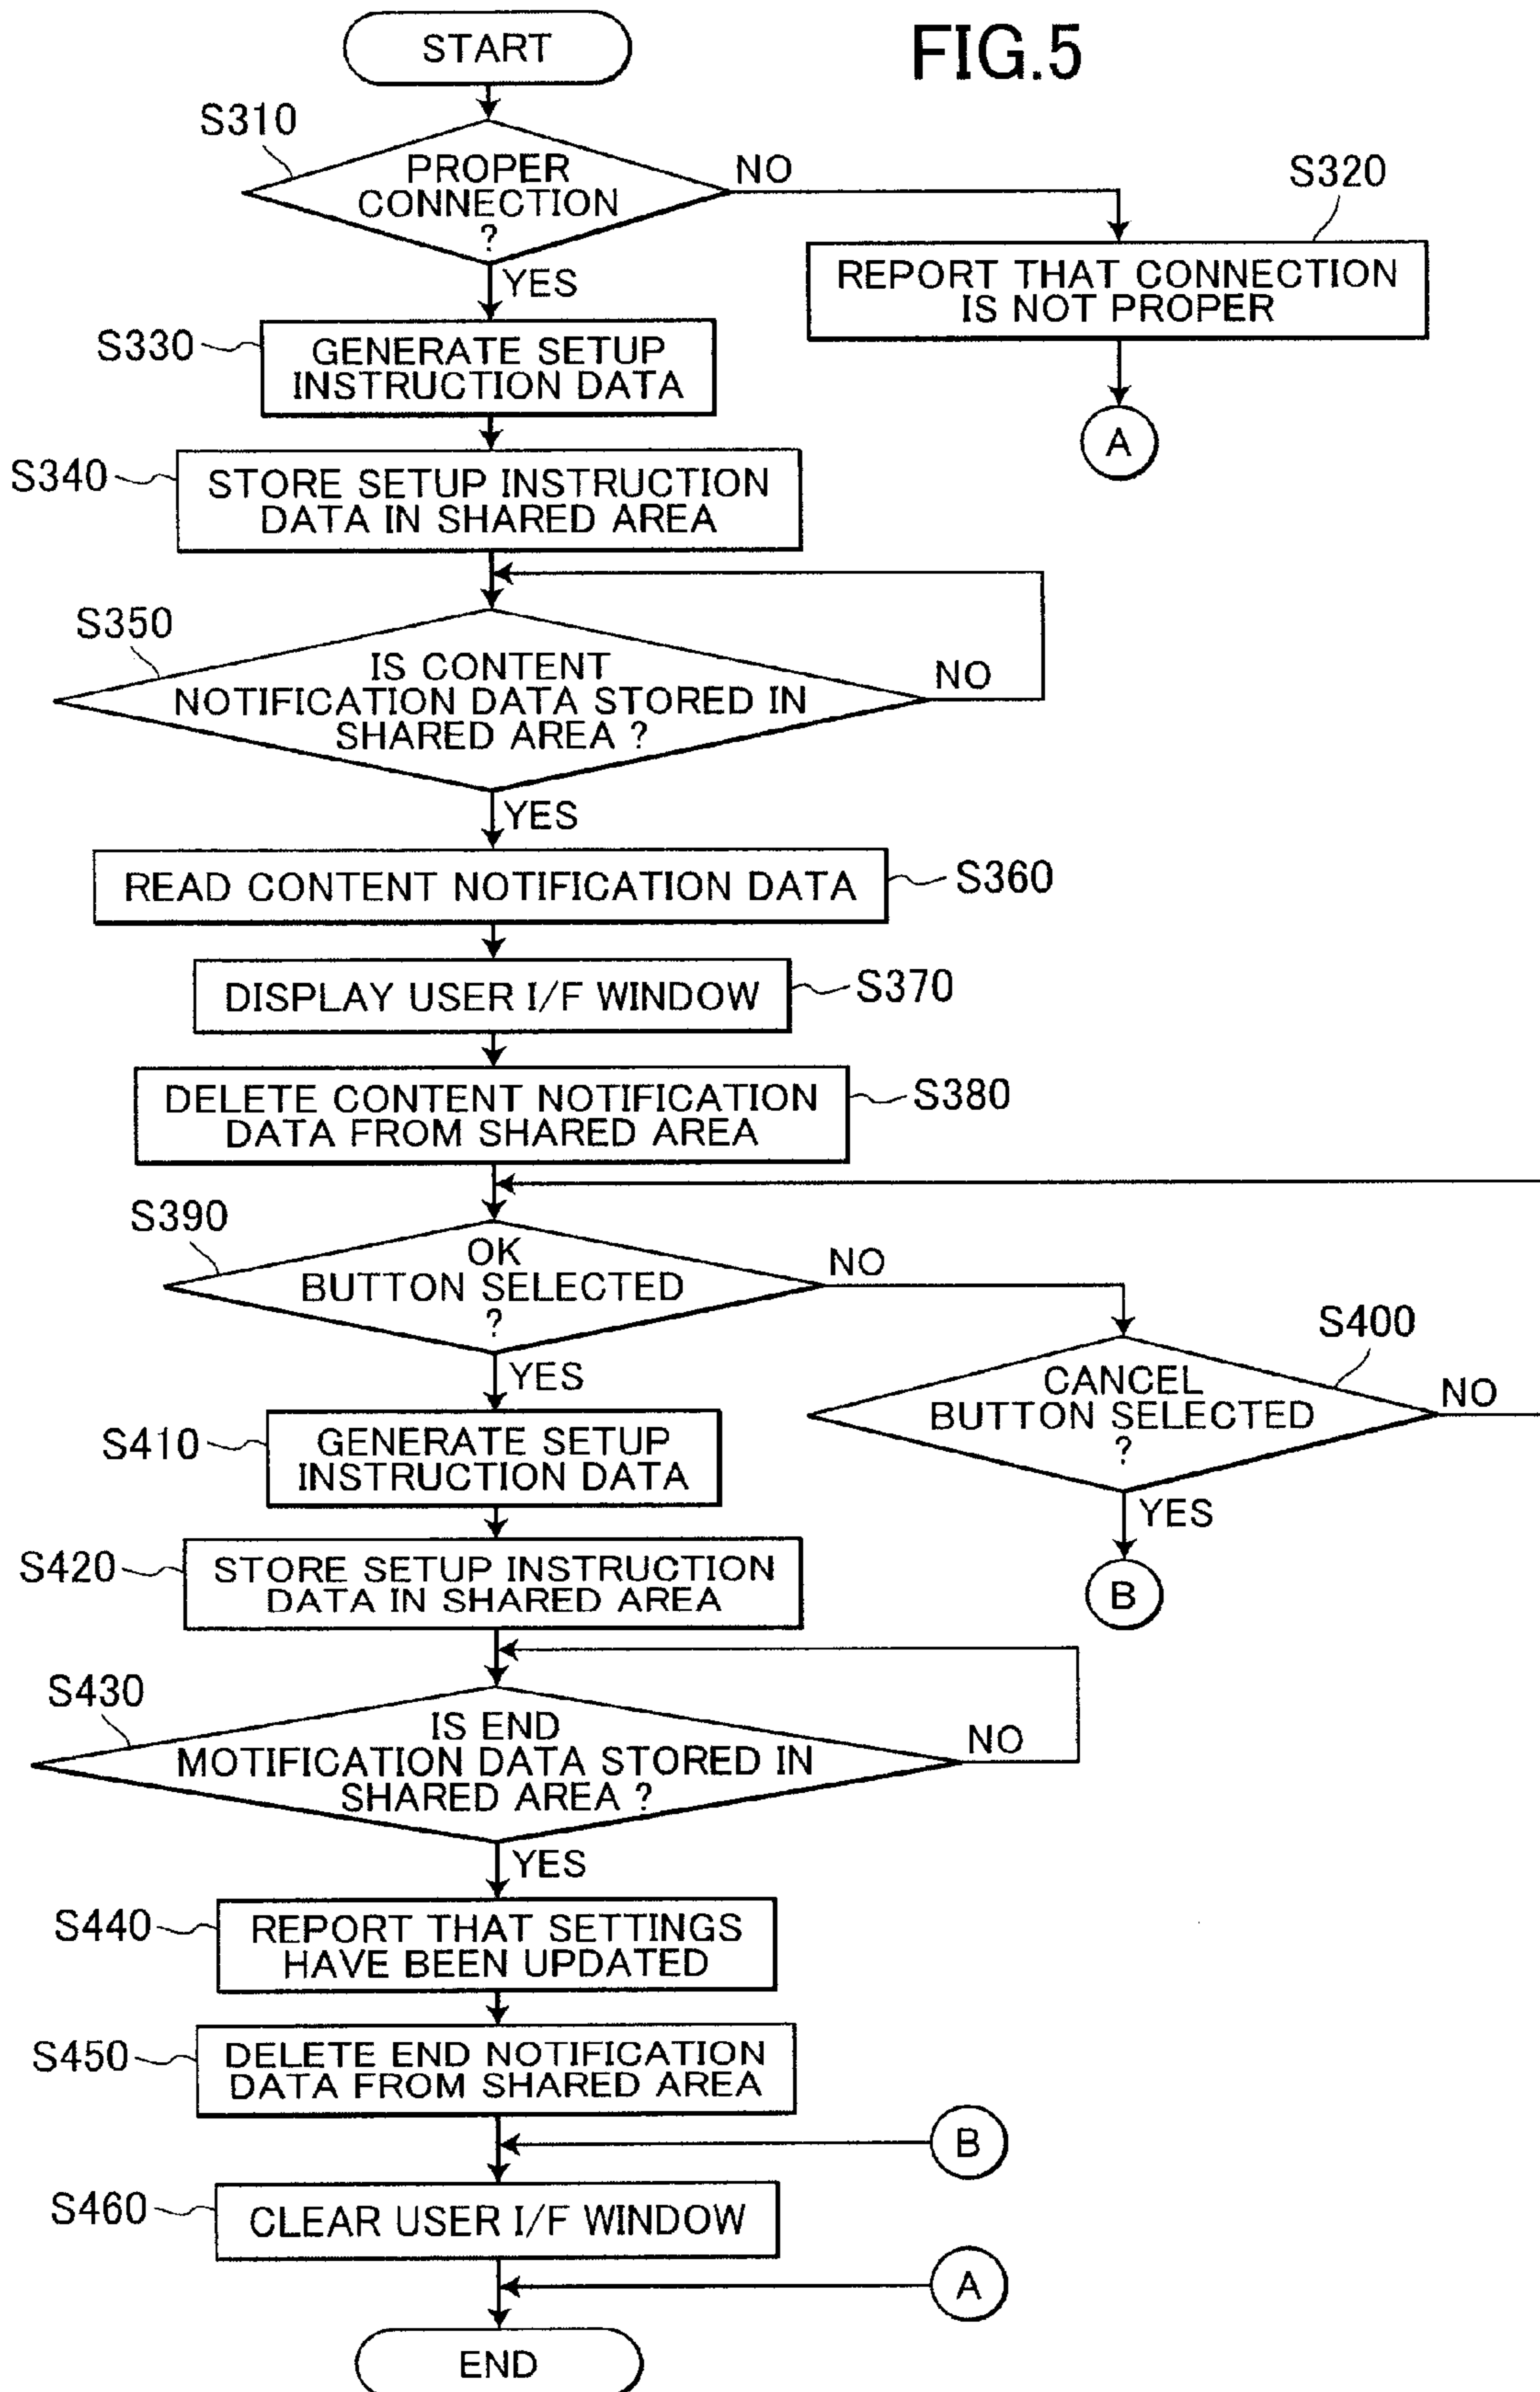 START
FIG.5
S310
PROPER
CONNECTION
?
NO
YES
S320
REPORT THAT CONNECTION
IS NOT PROPER
A
S330
GENERATE SETUP
INSTRUCTION DATA
S340
STORE SETUP INSTRUCTION
DATA IN SHARED AREA
S350
IS CONTENT
NOTIFICATION DATA STORED IN
SHARED AREA ?
NO
YES
READ CONTENT NOTIFICATION DATA
S360
DISPLAY USER I/F WINDOW
S370
DELETE CONTENT NOTIFICATION
DATA FROM SHARED AREA
S380
S390
OK
BUTTON SELECTED
?
NO
YES
S400
CANCEL
BUTTON SELECTED
?
NO
YES
B
S410
GENERATE SETUP
INSTRUCTION DATA
S420
STORE SETUP INSTRUCTION
DATA IN SHARED AREA
S430
IS END
MOTIFICATION DATA STORED IN
SHARED AREA ?
NO
YES
S440
REPORT THAT SETTINGS
HAVE BEEN UPDATED
S450
DELETE END NOTIFICATION
DATA FROM SHARED AREA
B
S460
CLEAR USER I/F WINDOW
A
END